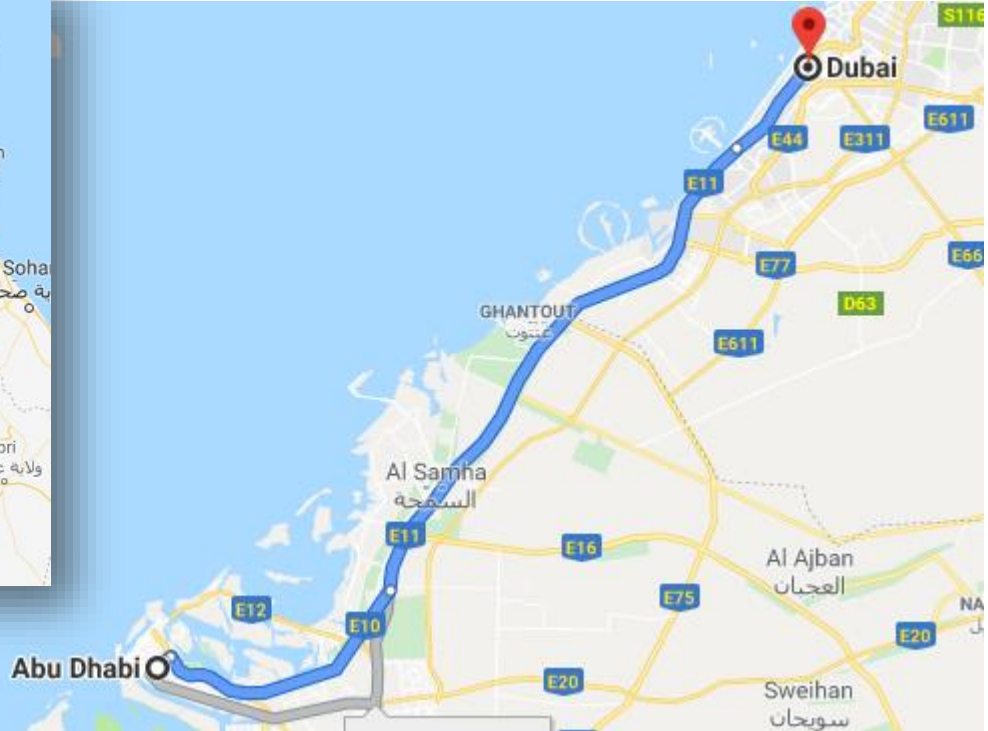 S116
Dubai
E611
E44
E311
E11
Sohar
E66
E77
D63
GHANTOUT
غنتوت
E611
Al Samha
السمحة
E11
E16
Al Ajban
العجبان
E75
E12
E10
E20
Abu Dhabi
E20
Sweihan
سويحان